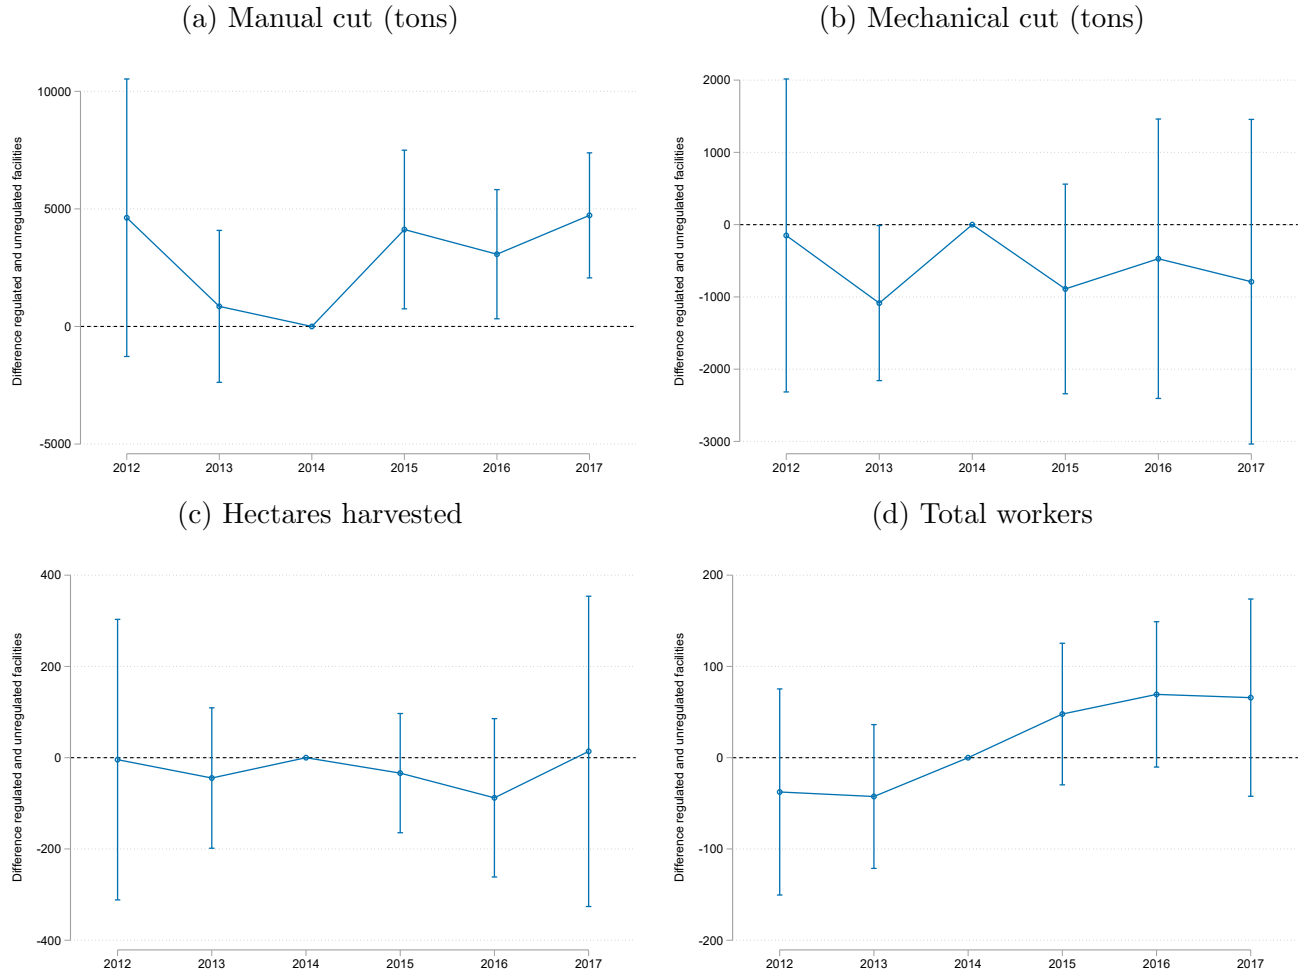 (a) Manual cut (tons)
Difference regulated and unregulated facilities
10000
5000
0
-5000
2012 2013 2014 2015 2016 2017
(b) Mechanical cut (tons)
Difference regulated and unregulated facilities
2000
1000
0
-1000
-2000
-3000
2012 2013 2014 2015 2016 2017
(c) Hectares harvested
Difference regulated and unregulated facilities
400
200
0
-200
-400
2012 2013 2014 2015 2016 2017
(d) Total workers
Difference regulated and unregulated facilities
200
100
0
-100
-200
2012 2013 2014 2015 2016 2017